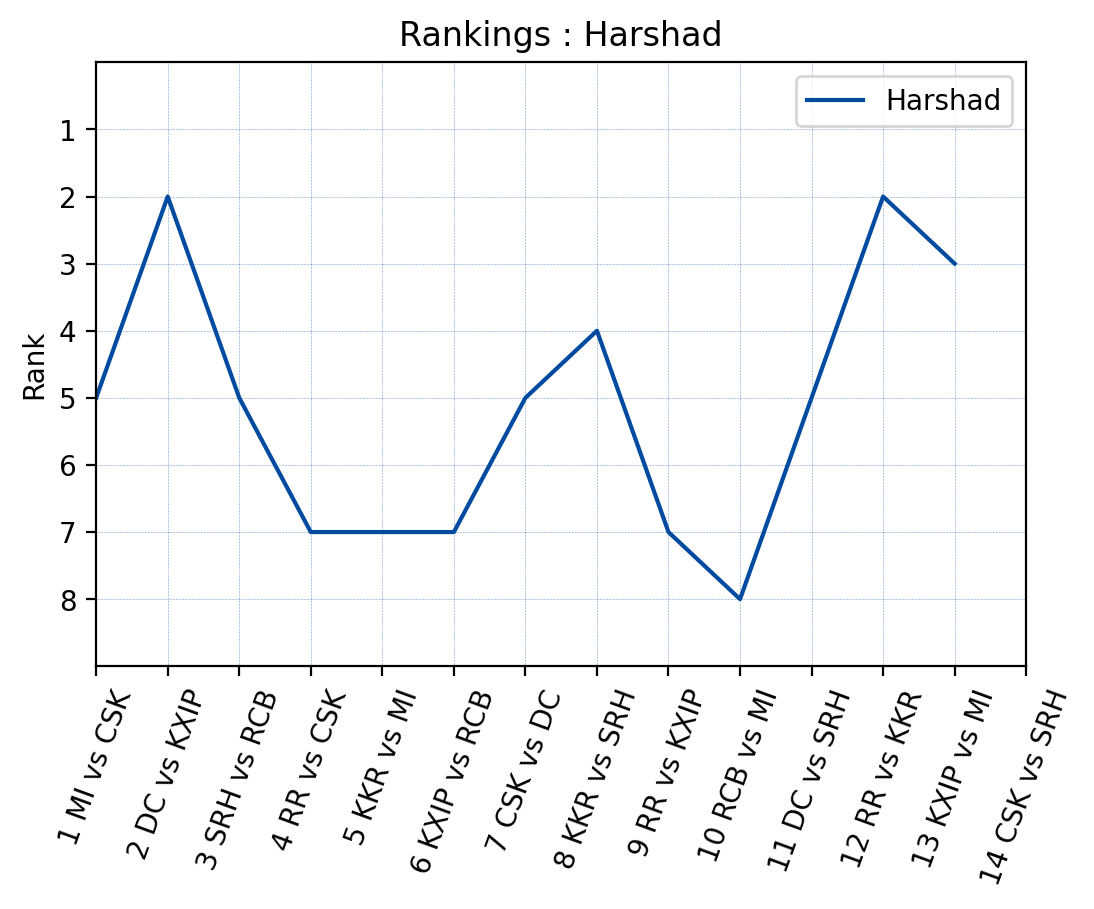 Rankings : Harshad
Harshad
Rank
1
2
3
4
5
6
7
8
1 MI vs CSK
2 DC vs KXIP
3 SRH vs RCB
4 RR vs CSK
5 KKR vs MI
6 KXIP vs RCB
7 CSK vs DC
8 KKR vs SRH
9 RR vs KXIP
10 RCB vs MI
11 DC vs SRH
12 RR vs KKR
13 KXIP vs MI
14 CSK vs SRH